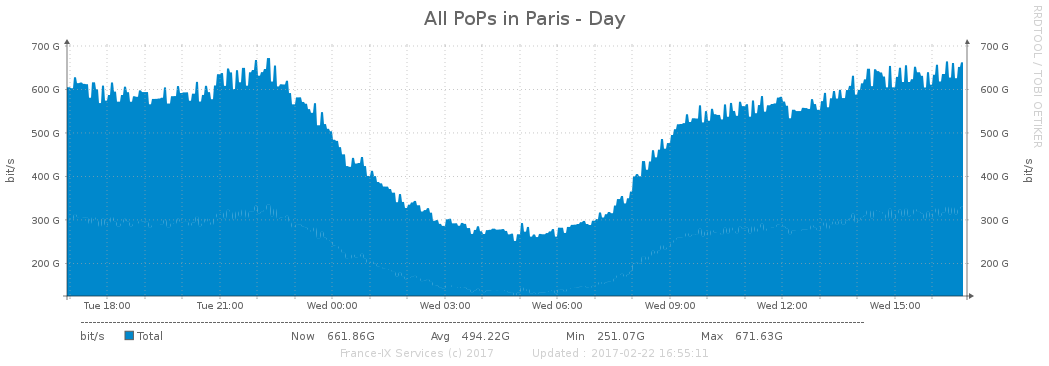 All PoPs in Paris - Day
RRDTOOL / TOBI OETIKER
700 G 700 G
600 G 600 G
500 G 500 G
400 G 400 G
300 G 300 G
200 G 200 G
bit/s bit/s
Tue 18:00 Tue 21:00 Wed 00:00 Wed 03:00 Wed 06:00 Wed 09:00 Wed 12:00 Wed 15:00
bit/s Total Now 661.86G Avg 494.22G Min 251.07G Max 671.63G
France-IX Services (c) 2017 Updated : 2017-02-22 16:55:11